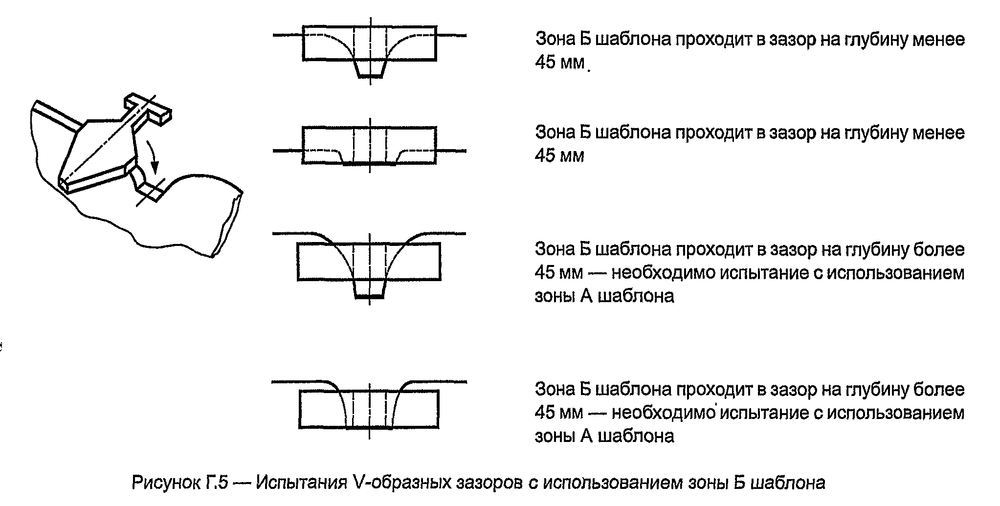 Зона Б шаблона проходит в зазор на глубину менее
45 мм.
Зона Б шаблона проходит в зазор на глубину менее
45 мм
Зона Б шаблона проходит в зазор на глубину более
45 мм — необходимо испытание с использованием
зоны А шаблона
Зона Б шаблона проходит в зазор на глубину более
45 мм — необходимо испытание с использованием
зоны А шаблона
Рисунок Г.5 — Испытания V-образных зазоров с использованием зоны Б шаблона